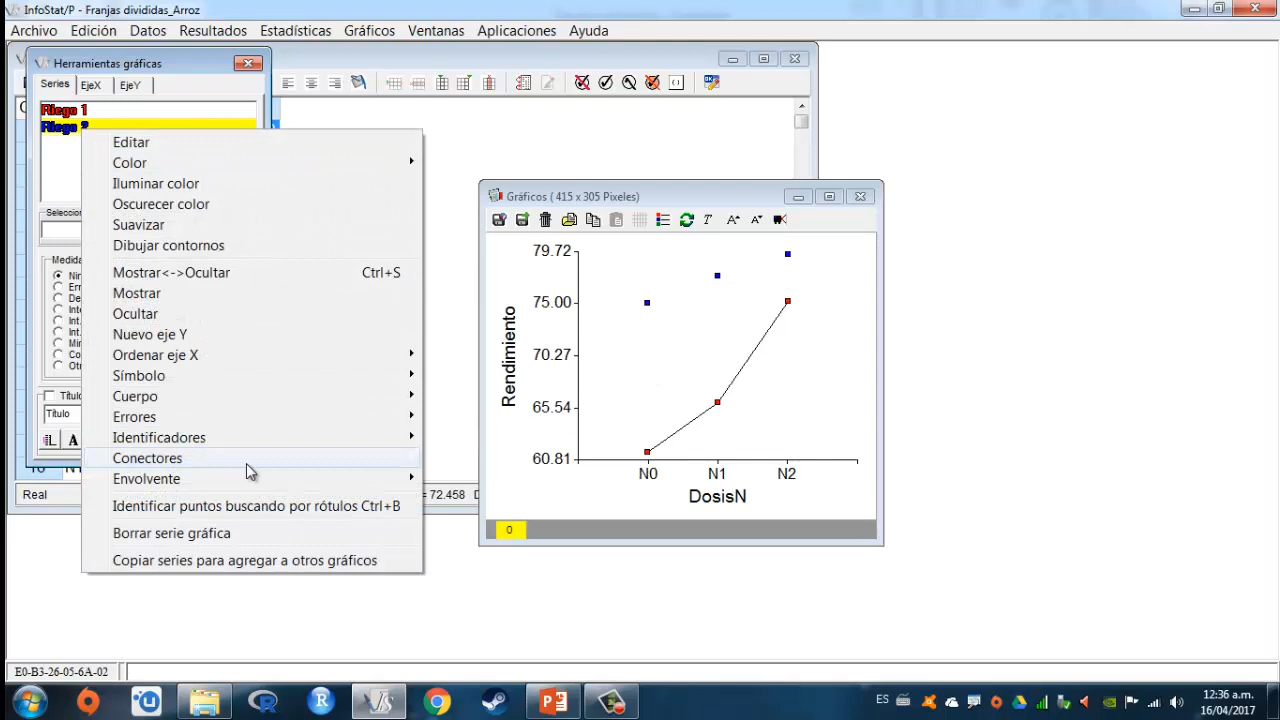 InfoStat/P - Franjas divididas_Arroz
Archivo Edición Datos Resultados Estadísticas Gráficos Ventanas Aplicaciones Ayuda
Herramientas gráficas
Series EjeX EjeY
Riego 1
Riego 2
Editar
Color
Iluminar color
Oscurecer color
Suavizar
Dibujar contornos
Mostrar<->Ocultar Ctrl+S
Mostrar
Ocultar
Nuevo eje Y
Ordenar eje X
Símbolo
Cuerpo
Errores
Identificadores
Conectores
Envolvente
Identificar puntos buscando por rótulos Ctrl+B
Borrar serie gráfica
Copiar series para agregar a otros gráficos
Título
Real
= 72.458
Gráficos ( 415 x 305 Pixeles)
79.72
75.00
70.27
65.54
60.81
Rendimiento
N0 N1 N2
DosisN
0
E0-B3-26-05-6A-02
ES
12:36 a.m.
16/04/2017